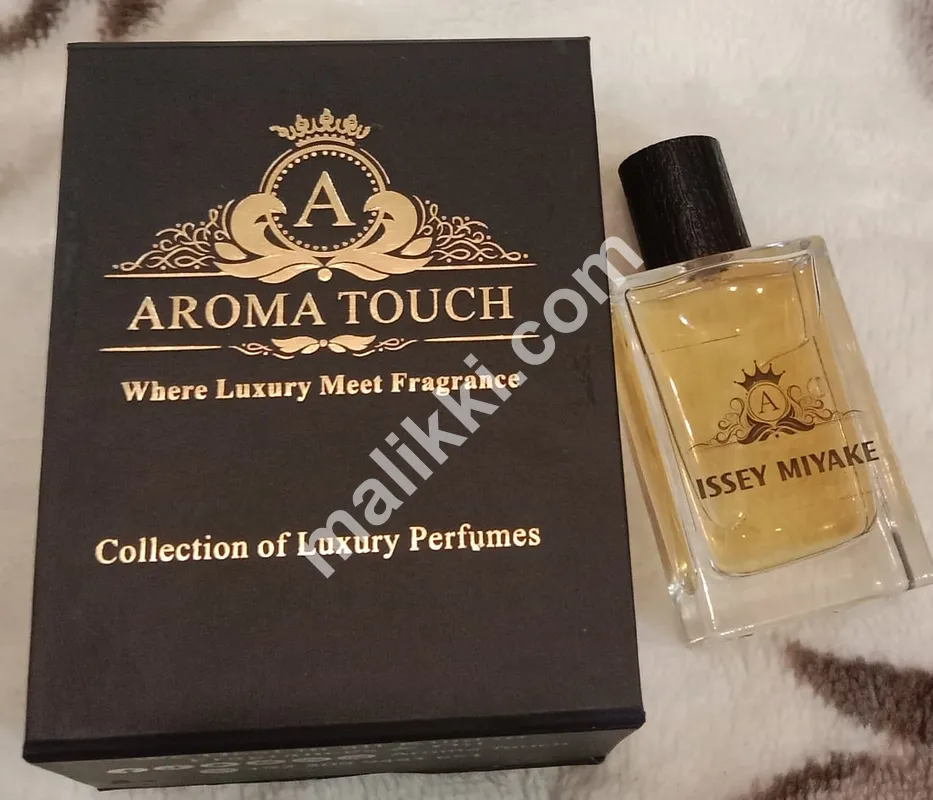 A
AROMA TOUCH
Where Luxury Meet Fragrance
Collection of Luxury Perfumes
A
ISSEY MIYAKE
malikki.com